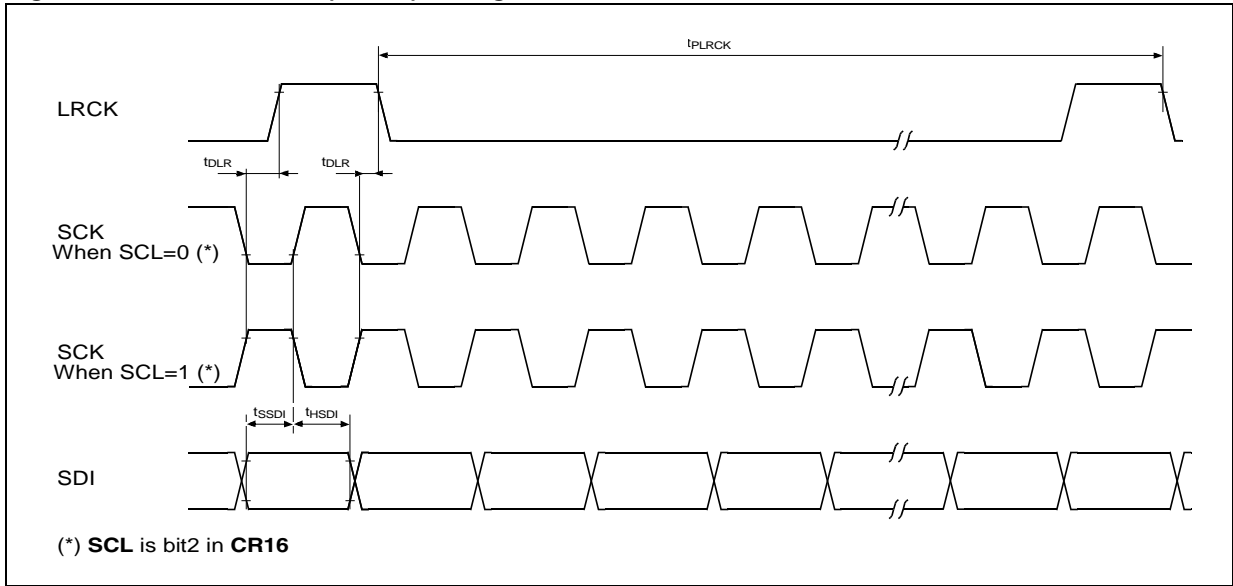 tPLRCK
LRCK
tDLR
tDLR
SCK
When SCL=0 (*)
SCK
When SCL=1 (*)
tSSDI
tHSDI
SDI
(*) SCL is bit2 in CR16